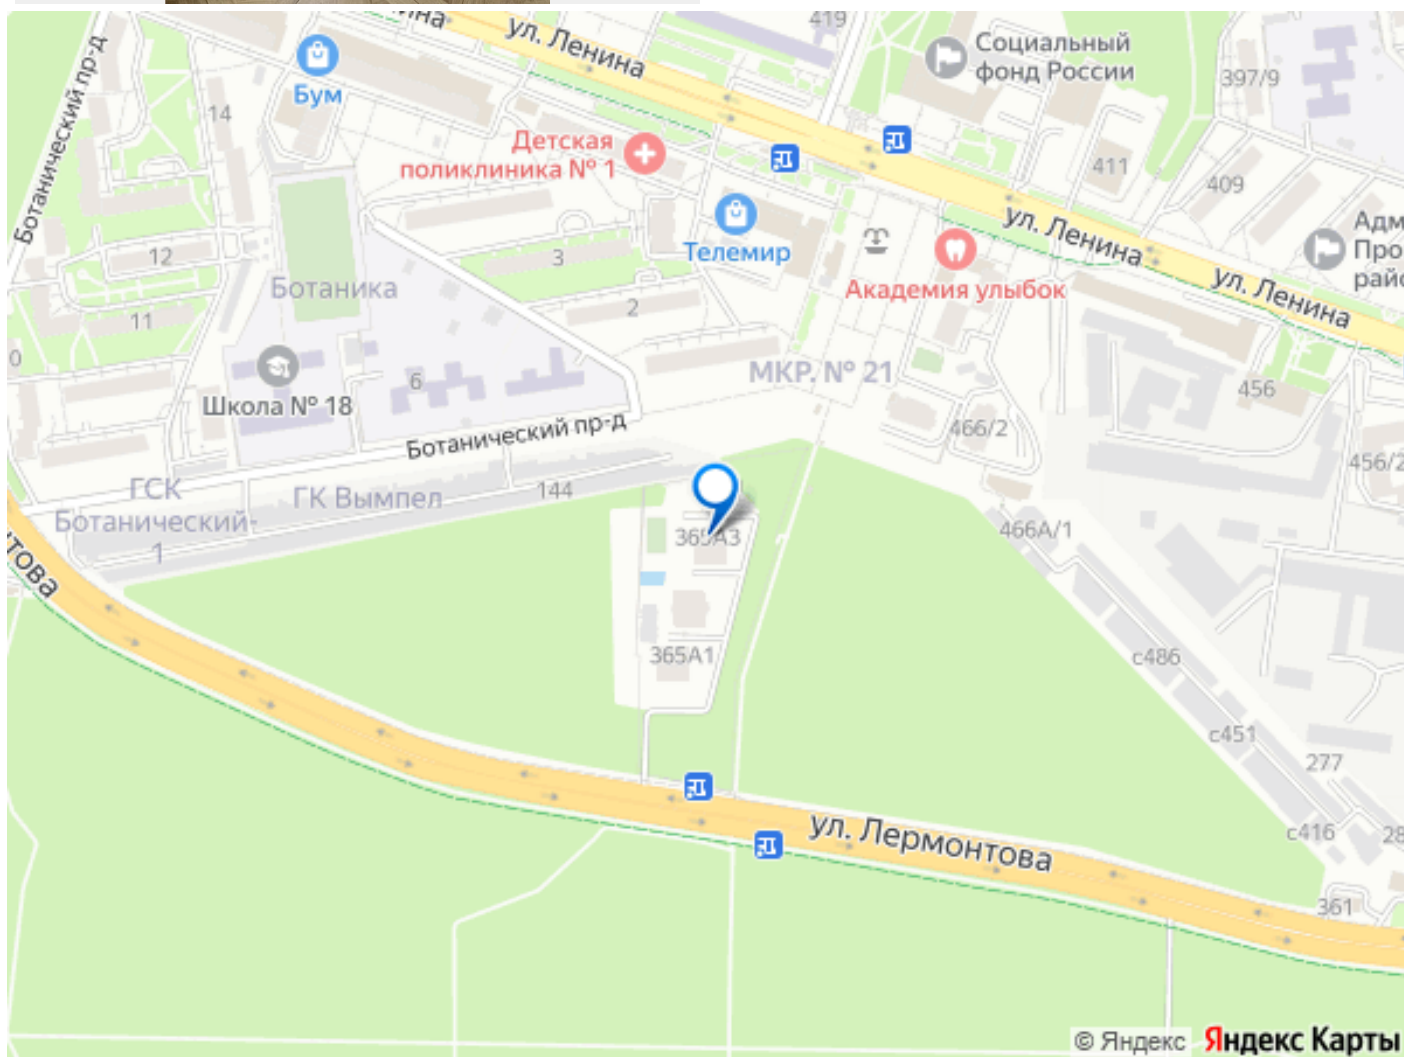 ул. Ленина
419
Социальный
фонд России
397/9
Ботанический пр-д
Бум
14
Детская
поликлиника № 1
411
409
ул. Ленина
Телемир
12
3
Ботаника
Академия улыбок
ул. Ленина
2
11
МКР. № 21
6
Школа № 18
456
Ботанический пр-д
466/2
ГСК
Ботанический-
1
ГК Вымпел
144
365А3
466А/1
365А1
с486
с451
277
ул. Лермонтова
с416
361
© Яндекс Яндекс Карты